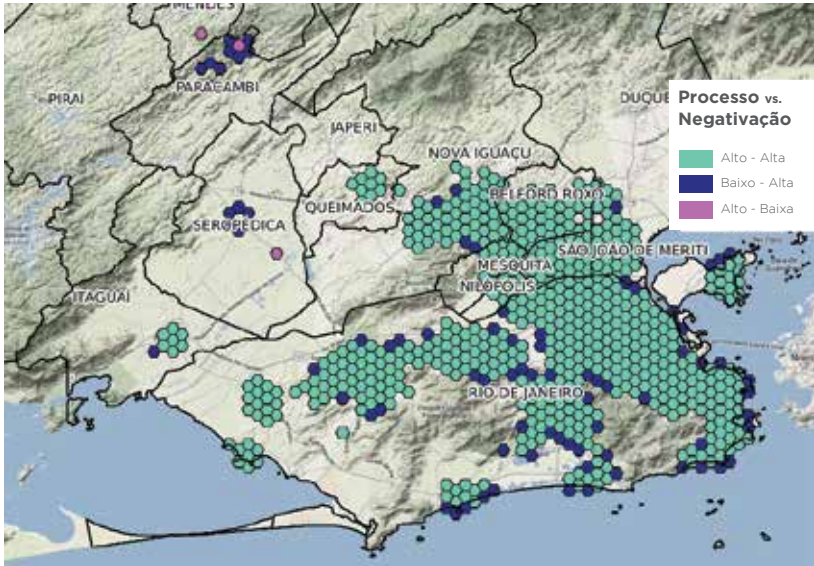 MENDES
PARACAMBI
PIRAI
JAPERI
DUQUE
NOVA IGUAÇU
BELFORD ROXO
QUEIMADOS
SEROPÉDICA
SÃO JOÃO DE MERITI
MESQUITA
NILÓPOLIS
ITAGUAÍ
RIO DE JANEIRO
Processo vs.
Negativação
Alto - Alta
Baixo - Alta
Alto - Baixa